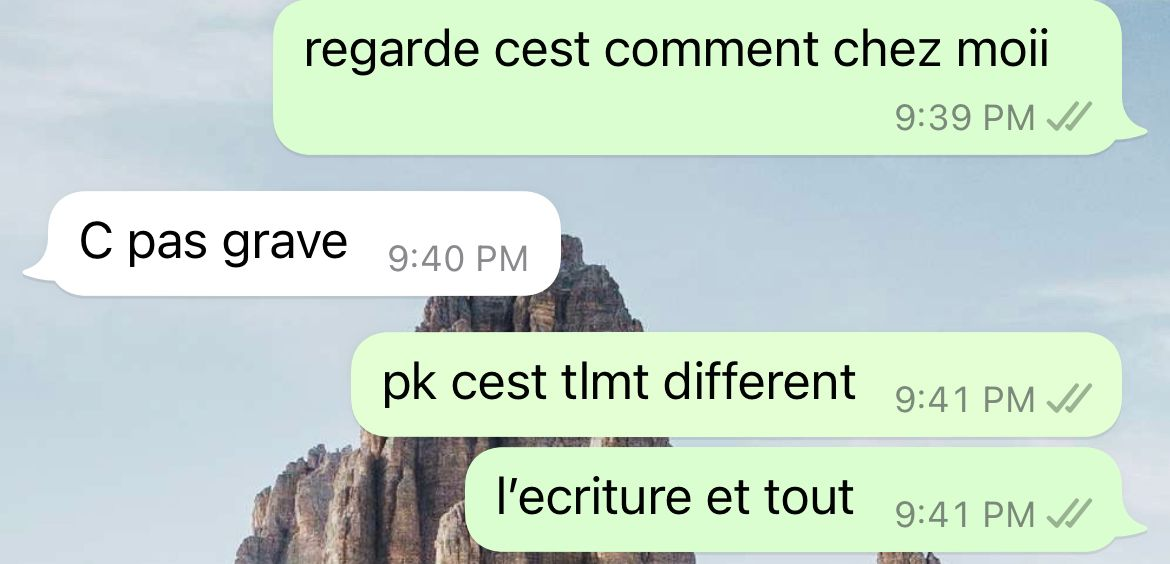 regarde cest comment chez moii
9:39 PM
C pas grave 9:40 PM
pk cest tlmt different 9:41 PM
l’ecriture et tout 9:41 PM